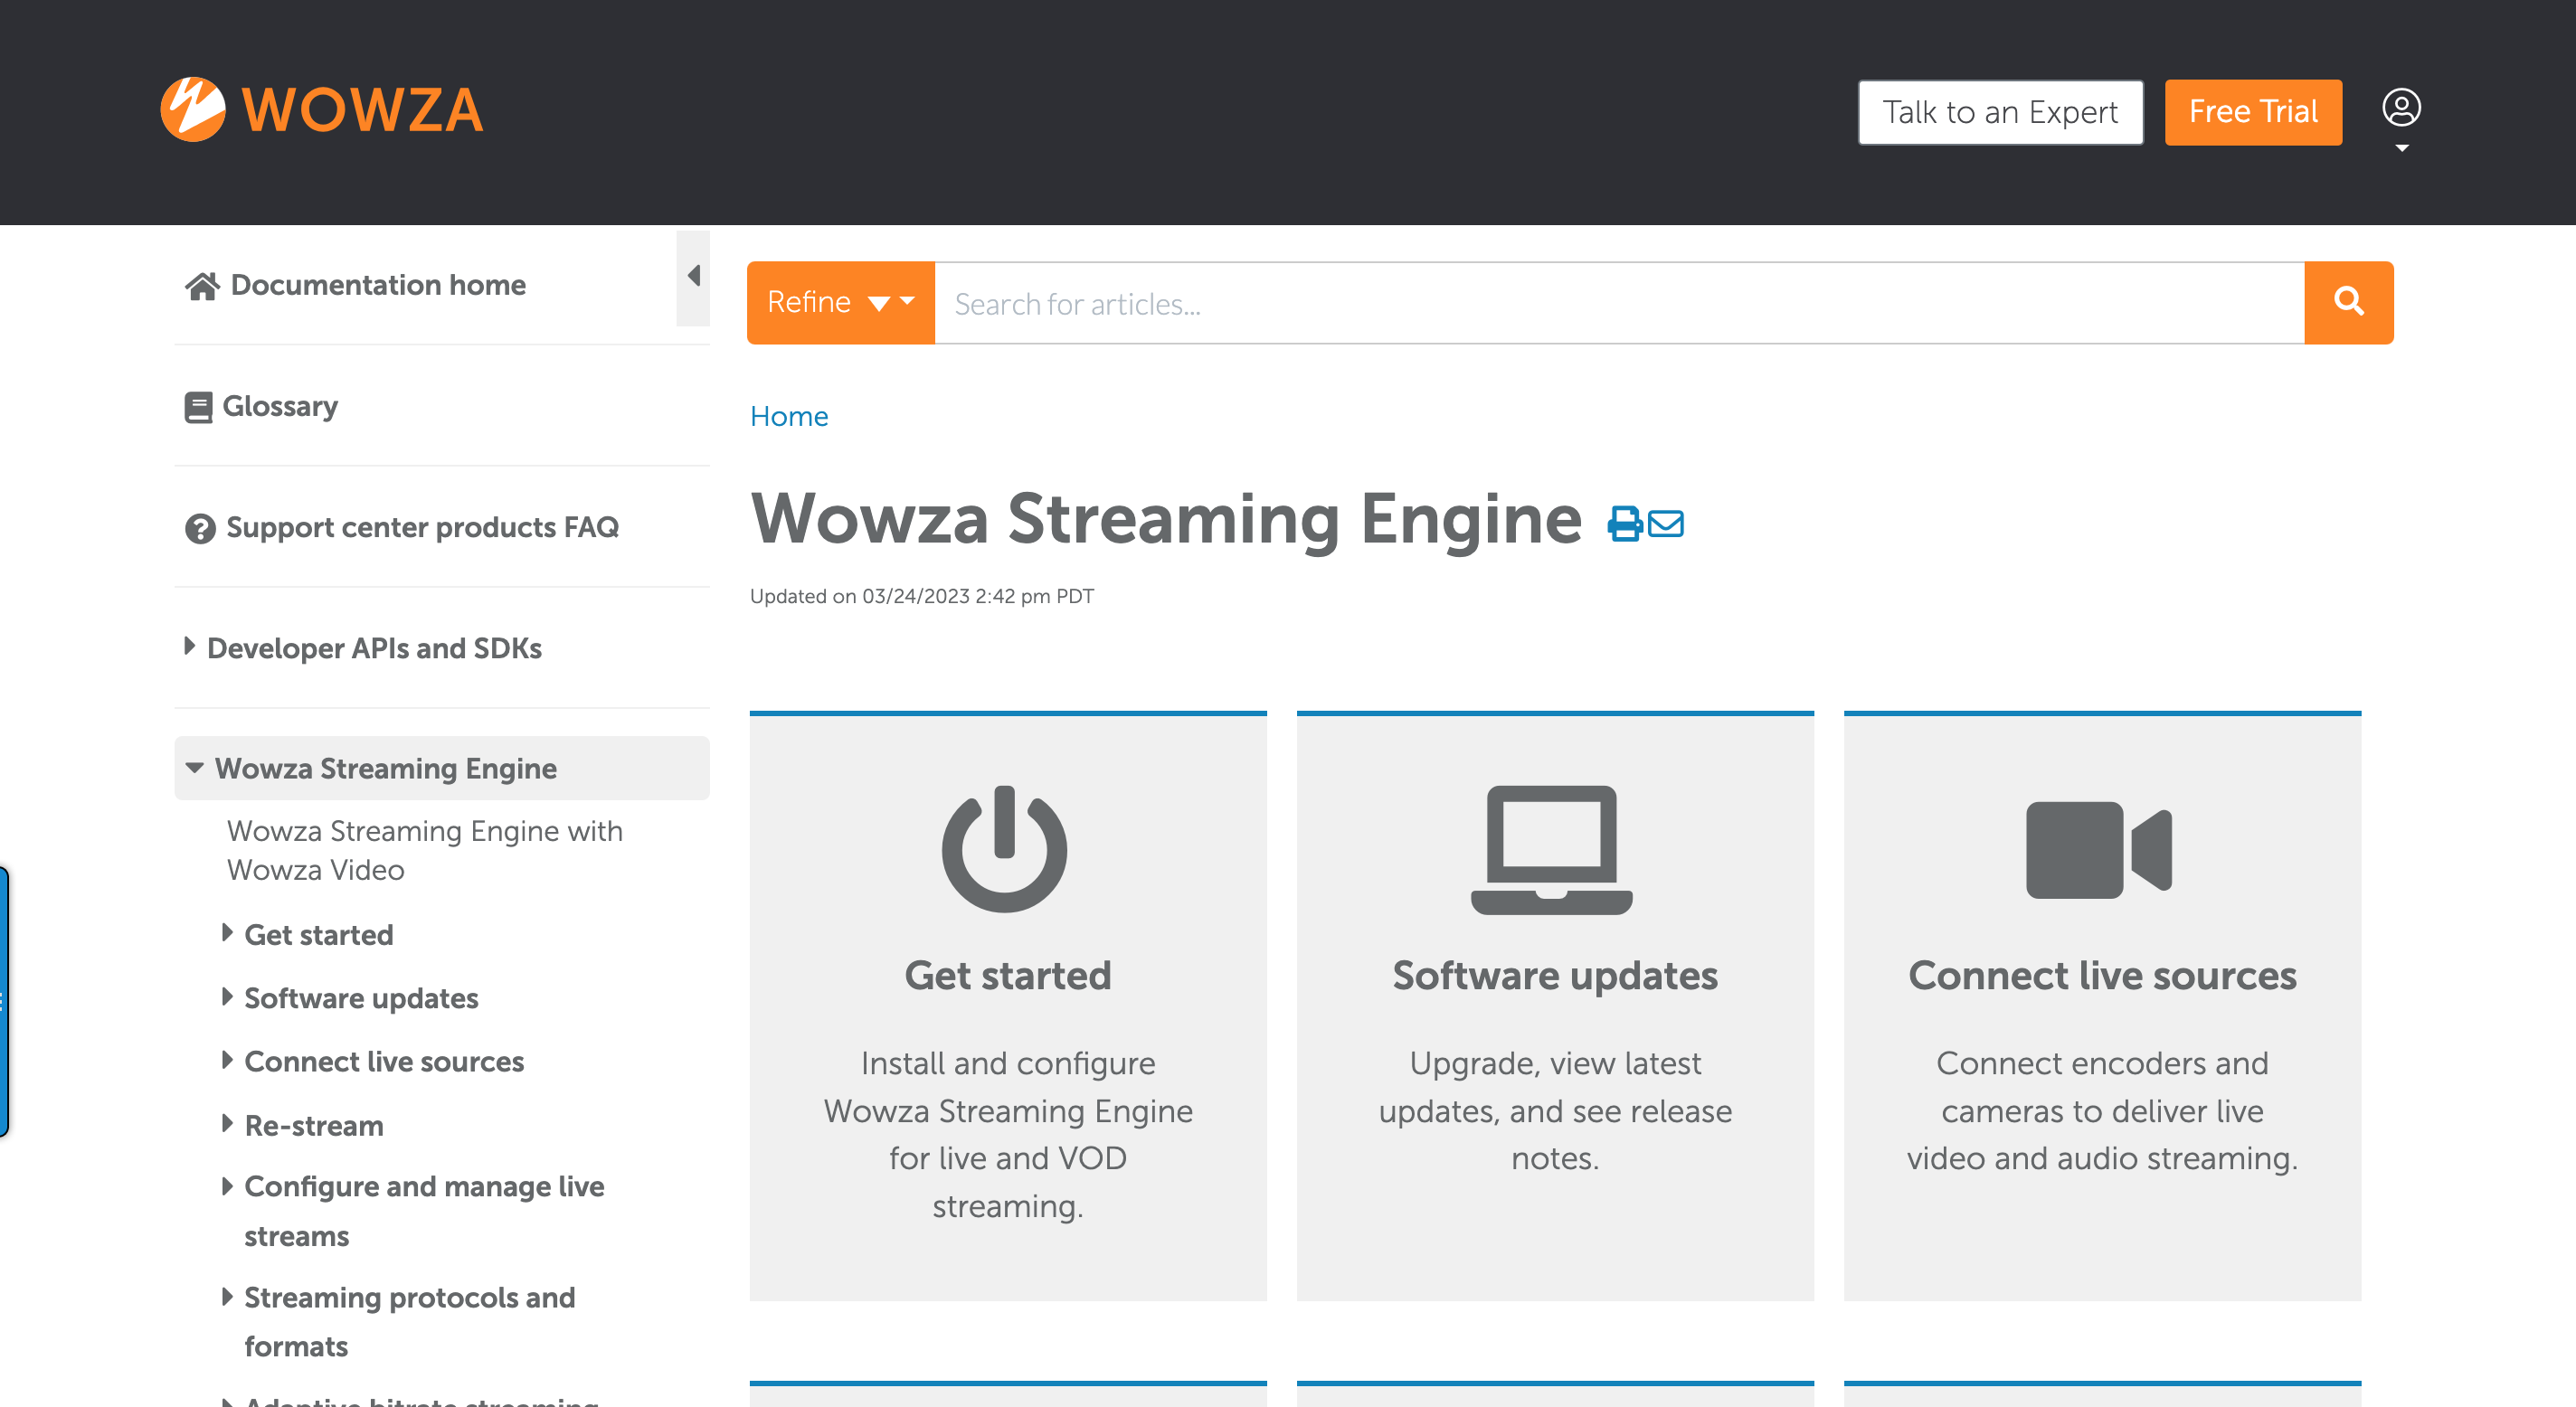 WOWZA
Talk to an Expert
Free Trial
Documentation home
Glossary
Support center products FAQ
Developer APIs and SDKs
Wowza Streaming Engine
Wowza Streaming Engine with
Wowza Video
Get started
Software updates
Connect live sources
Re-stream
Configure and manage live
streams
Streaming protocols and
formats
Adaptive bitrate streaming
Refine
Search for articles...
Home
Wowza Streaming Engine
Updated on 03/24/2023 2:42 pm PDT
Get started
Install and configure
Wowza Streaming Engine
for live and VOD
streaming.
Software updates
Upgrade, view latest
updates, and see release
notes.
Connect live sources
Connect encoders and
cameras to deliver live
video and audio streaming.